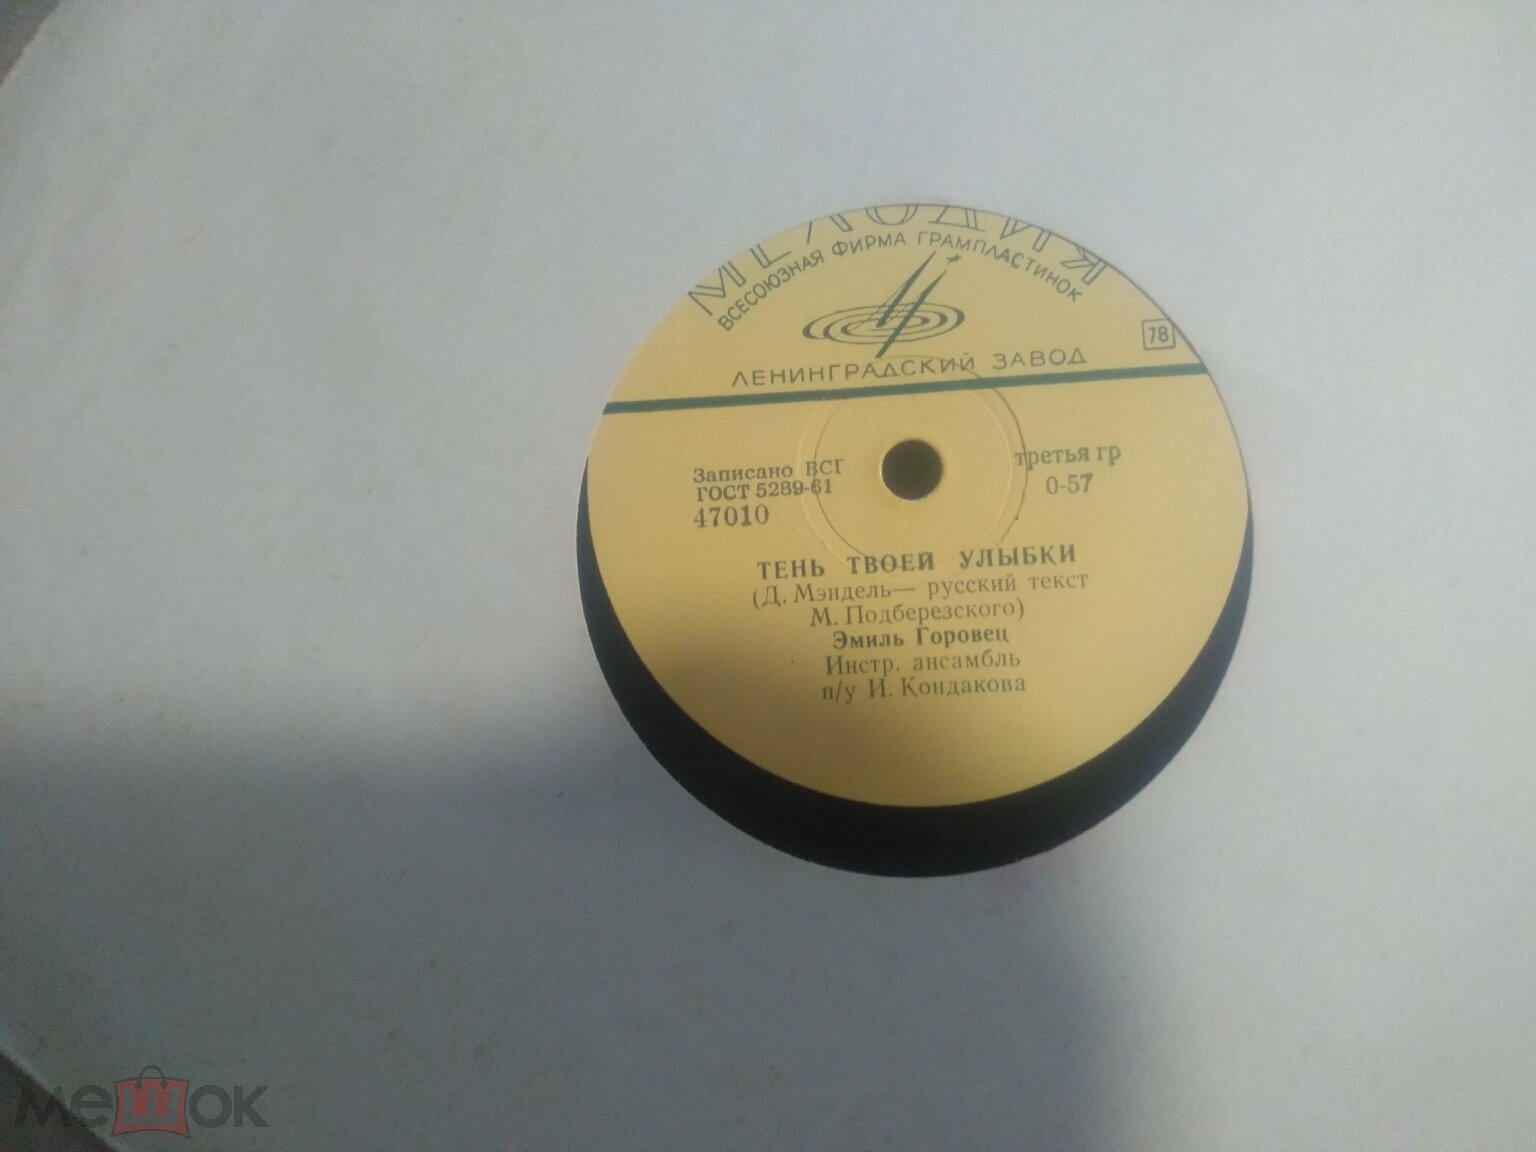 МЕЛОДИЯ
ВСЕСОЮЗНАЯ ФИРМА ГРАМПЛАСТИНОК
78
ЛЕНИНГРАДСКИЙ ЗАВОД
Записано ВСГ
ГОСТ 5289-61
47010
третья гр
0-57
ТЕНЬ ТВОЕЙ УЛЫБКИ
(Д. Мэндель— русский текст
М. Подберезского)
Эмиль Горовец
Инстр. ансамбль
п/у И. Кондакова
мешок